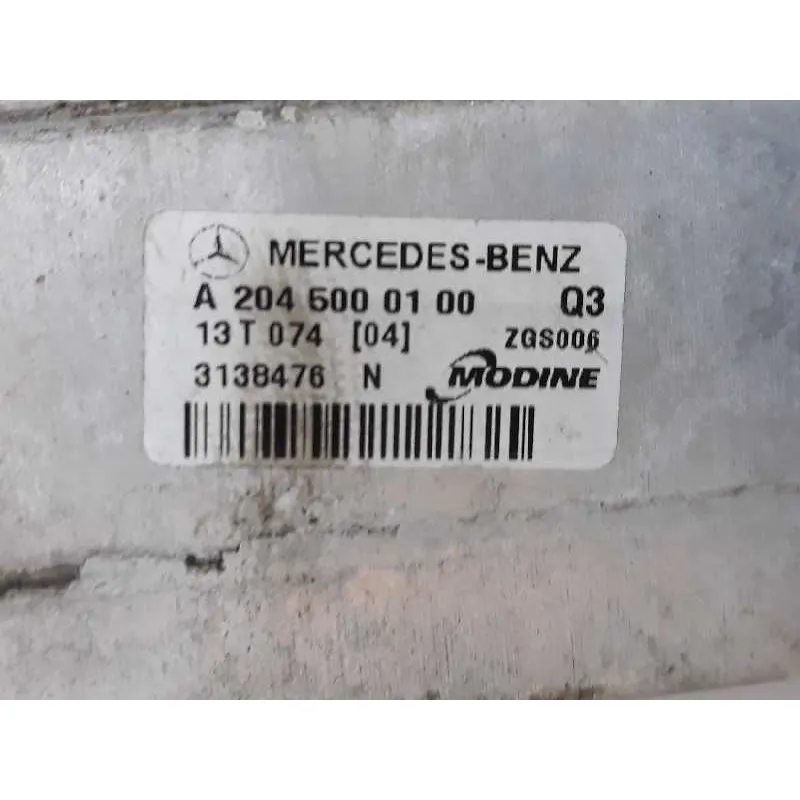 MERCEDES-BENZ
A 204 500 01 00 Q3
13 T 074 [04] ZGS006
3138476 N MODINE